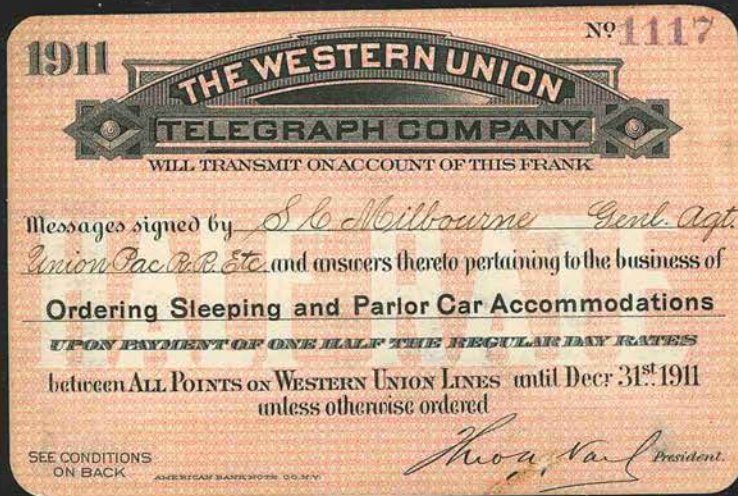 1911
Nº 1117
THE WESTERN UNION
TELEGRAPH COMPANY
WILL TRANSMIT ON ACCOUNT OF THIS FRANK
Messages signed by S C Milbourne Genl. Agt.
Union Pac R.R. Etc. and answers thereto pertaining to the business of
HALF RATE
Ordering Sleeping and Parlor Car Accommodations
UPON PAYMENT OF ONE HALF THE REGULAR DAY RATES
between ALL POINTS ON WESTERN UNION LINES until Decr 31st. 1911
unless otherwise ordered
SEE CONDITIONS
ON BACK
AMERICAN BANK NOTE CO. N.Y.
Theo. N. Vail President.